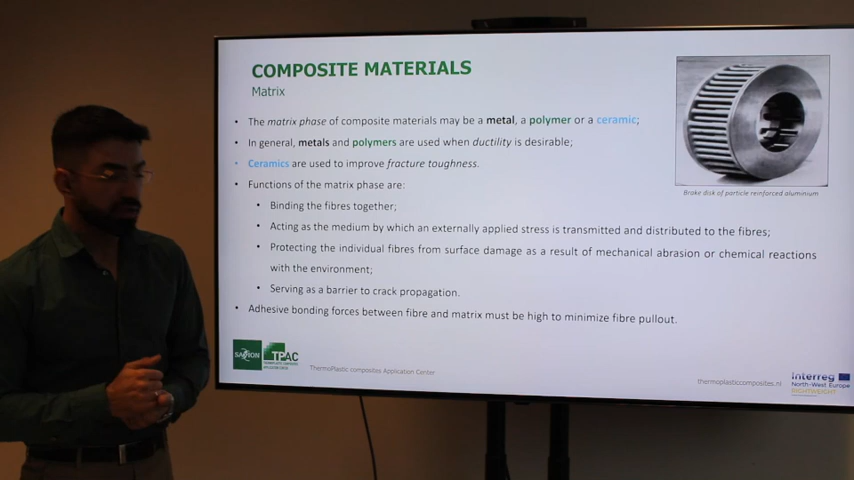 COMPOSITE MATERIALS
Matrix
• The matrix phase of composite materials may be a metal, a polymer or a ceramic;
• In general, metals and polymers are used when ductility is desirable;
• Ceramics are used to improve fracture toughness.
• Functions of the matrix phase are:
• Binding the fibres together;
• Acting as the medium by which an externally applied stress is transmitted and distributed to the fibres;
• Protecting the individual fibres from surface damage as a result of mechanical abrasion or chemical reactions
with the environment;
• Serving as a barrier to crack propagation.
• Adhesive bonding forces between fibre and matrix must be high to minimize fibre pullout.
Brake disk of particle reinforced aluminium
SAXION
TPAC
ThermoPlastic composites Application Center
thermoplasticcomposites.nl
Interreg
North-West Europe